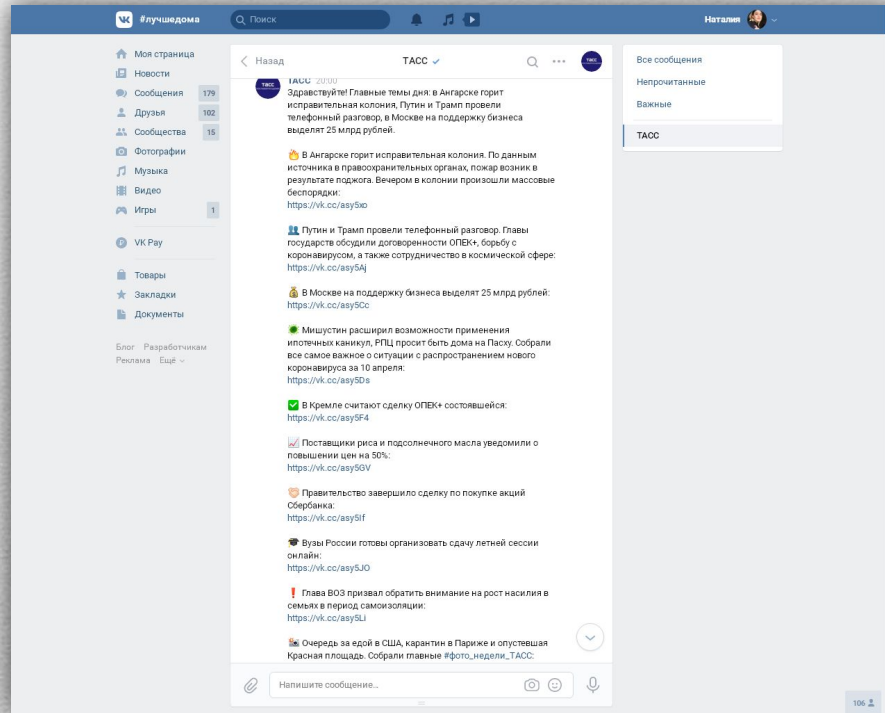 #лучшедома
Поиск
Наталия
Моя страница
Новости
Сообщения 179
Друзья 102
Сообщества 15
Фотографии
Музыка
Видео
Игры 1
VK Pay
Товары
Закладки
Документы
Блог Разработчикам
Реклама Ещё
Назад
ТАСС
ТАСС 20:00
Здравствуйте! Главные темы дня: в Ангарске горит
исправительная колония, Путин и Трамп провели
телефонный разговор, в Москве на поддержку бизнеса
выделят 25 млрд рублей.
В Ангарске горит исправительная колония. По данным
источника в правоохранительных органах, пожар возник в
результате поджога. Вечером в колонии произошли массовые
беспорядки:
https://vk.cc/asy5xo
Путин и Трамп провели телефонный разговор. Главы
государств обсудили договоренности ОПЕК+, борьбу с
коронавирусом, а также сотрудничество в космической сфере:
https://vk.cc/asy5Aj
В Москве на поддержку бизнеса выделят 25 млрд рублей:
https://vk.cc/asy5Cc
Мишустин расширил возможности применения
ипотечных каникул, РПЦ просит быть дома на Пасху. Собрали
все самое важное о ситуации с распространением нового
коронавируса за 10 апреля:
https://vk.cc/asy5Ds
В Кремле считают сделку ОПЕК+ состоявшейся:
https://vk.cc/asy5F4
Поставщики риса и подсолнечного масла уведомили о
повышении цен на 50%:
https://vk.cc/asy5GV
Правительство завершило сделку по покупке акций
Сбербанка:
https://vk.cc/asy5If
Вузы России готовы организовать сдачу летней сессии
онлайн:
https://vk.cc/asy5JO
Глава ВОЗ призвал обратить внимание на рост насилия в
семьях в период самоизоляции:
https://vk.cc/asy5Li
Очередь за едой в США, карантин в Париже и опустевшая
Красная площадь. Собрали главные #фото_недели_ТАСС:
Напишите сообщение...
Все сообщения
Непрочитанные
Важные
ТАСС
106